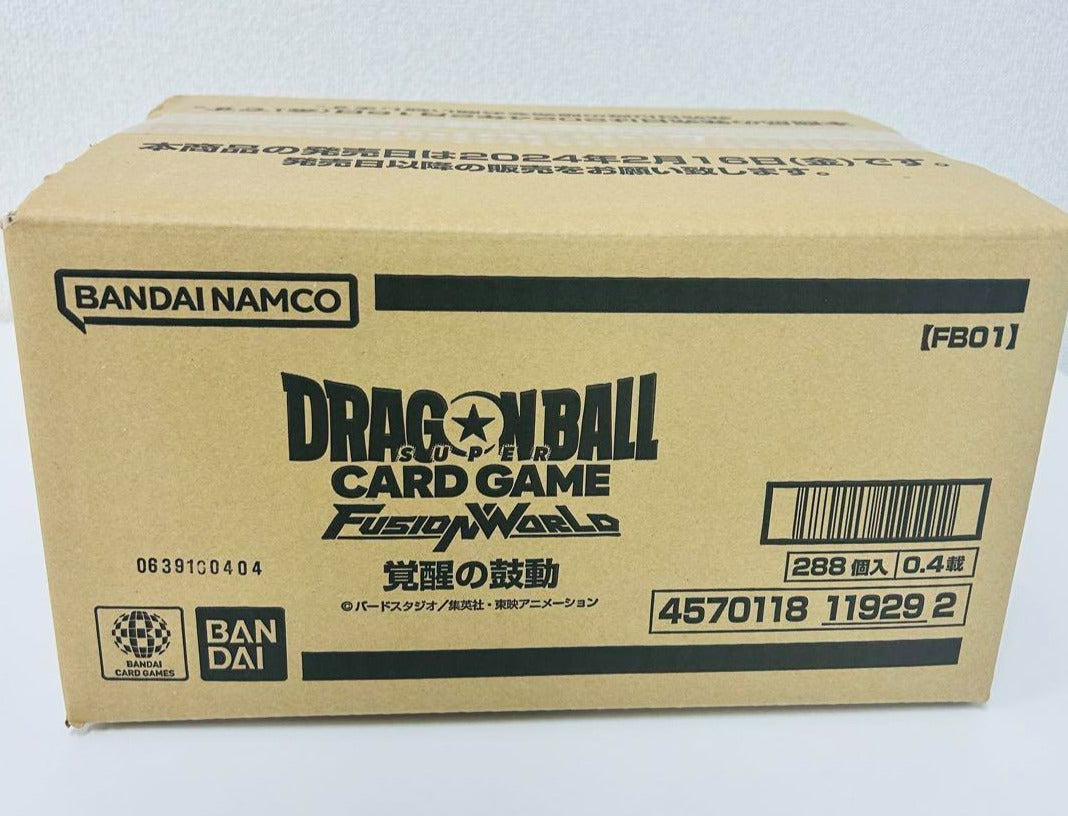 本商品の発売日は2024年2月16日(金)です。
発売日以降の販売をお願い致します。
BANDAI NAMCO
【FB01】
DRAGON BALL
SUPER
CARD GAME
FUSION WORLD
覚醒の鼓動
©バードスタジオ/集英社・東映アニメーション
0639100404
BANDAI
CARD GAMES
BAN
DAI
288個入 0.4載
4570118 11929 2